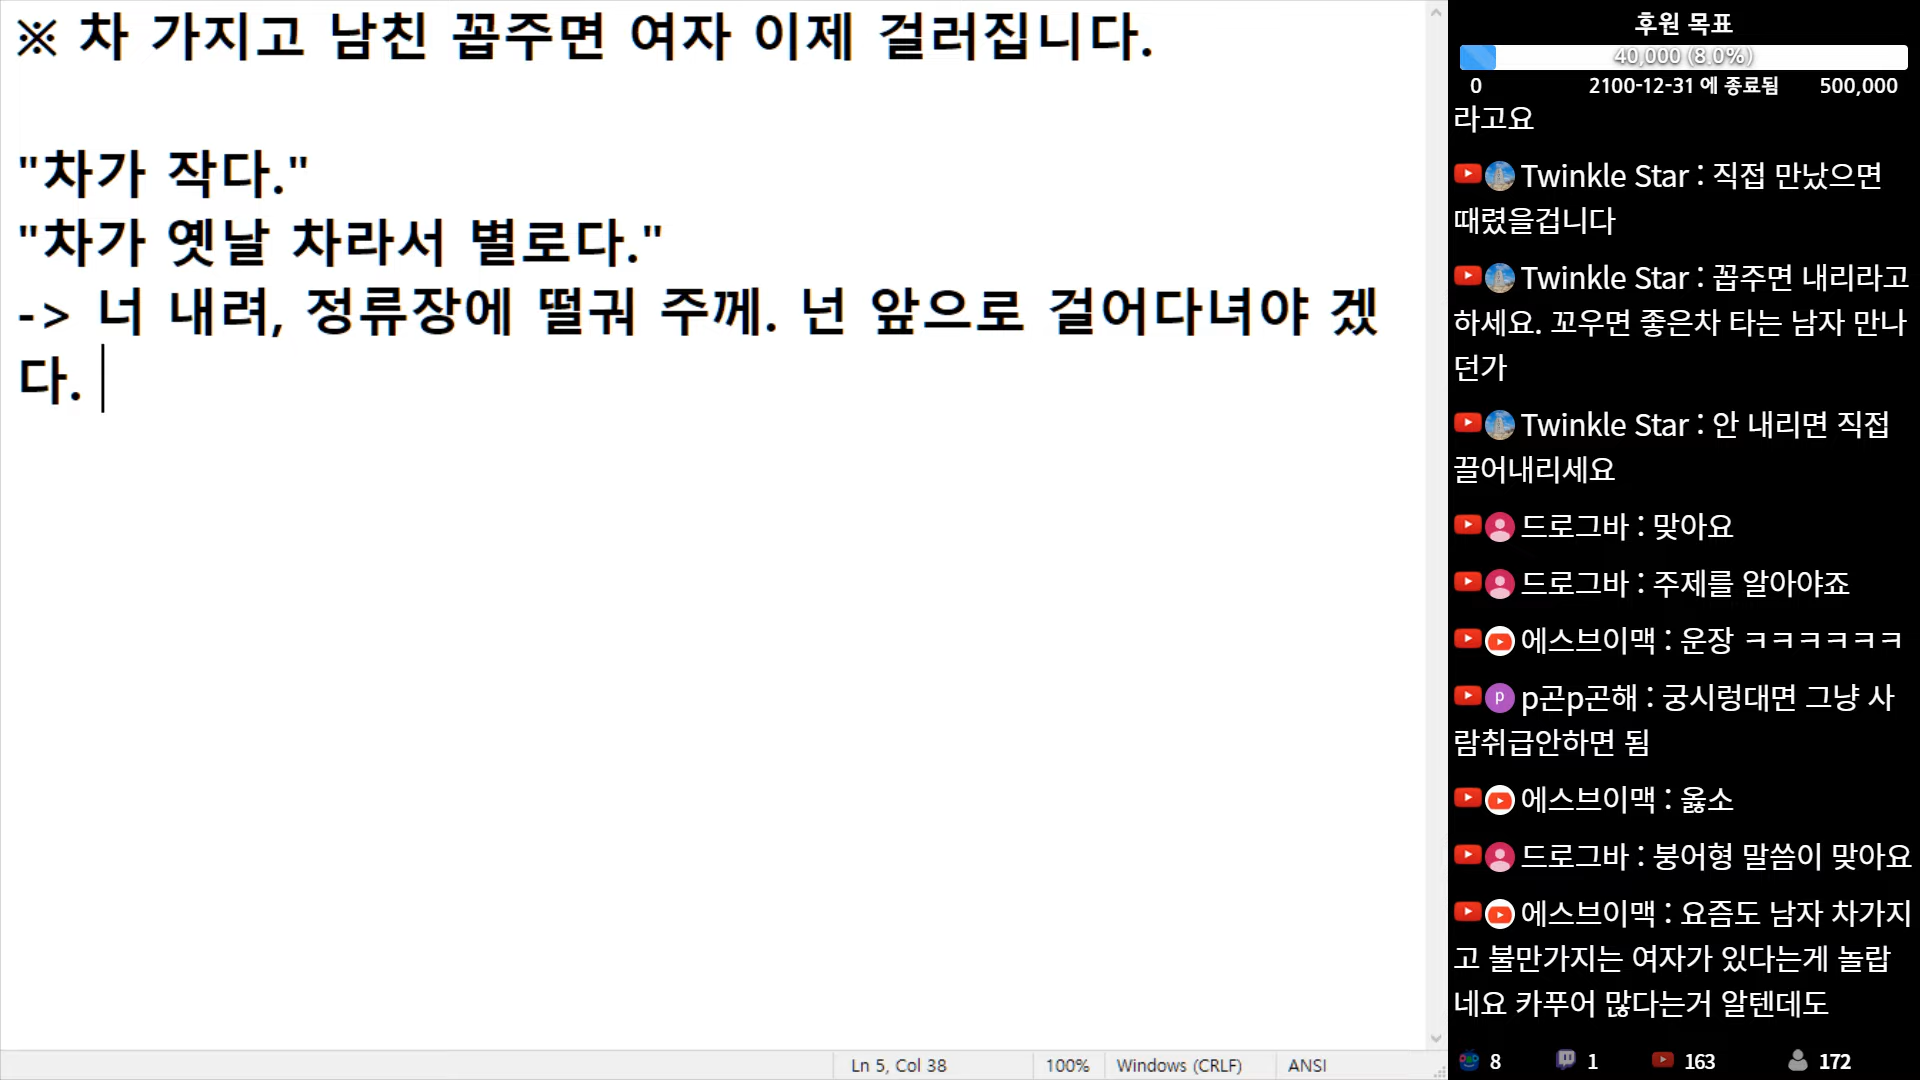 ※ 차 가지고 남친 꼽주면 여자 이제 걸러집니다.
"차가 작다."
"차가 옛날 차라서 별로다."
-> 너 내려, 정류장에 떨궈 주께. 넌 앞으로 걸어다녀야 겠
다.
Ln 5, Col 38
100%
Windows (CRLF)
ANSI
후원 목표
40,000 (8.0%)
0
2100-12-31 에 종료됨
500,000
라고요
Twinkle Star : 직접 만났으면
때렸을겁니다
Twinkle Star : 꼽주면 내리라고
하세요. 꼬우면 좋은차 타는 남자 만나
던가
Twinkle Star : 안 내리면 직접
끌어내리세요
드로그바 : 맞아요
드로그바 : 주제를 알아야죠
에스브이맥 : 운장 ㅋㅋㅋㅋㅋㅋ
p곤p곤해 : 궁시렁대면 그냥 사
람취급안하면 됨
에스브이맥 : 옳소
드로그바 : 붕어형 말씀이 맞아요
에스브이맥 : 요즘도 남자 차가지
고 불만가지는 여자가 있다는게 놀랍
네요 카푸어 많다는거 알텐데도
8
1
163
172